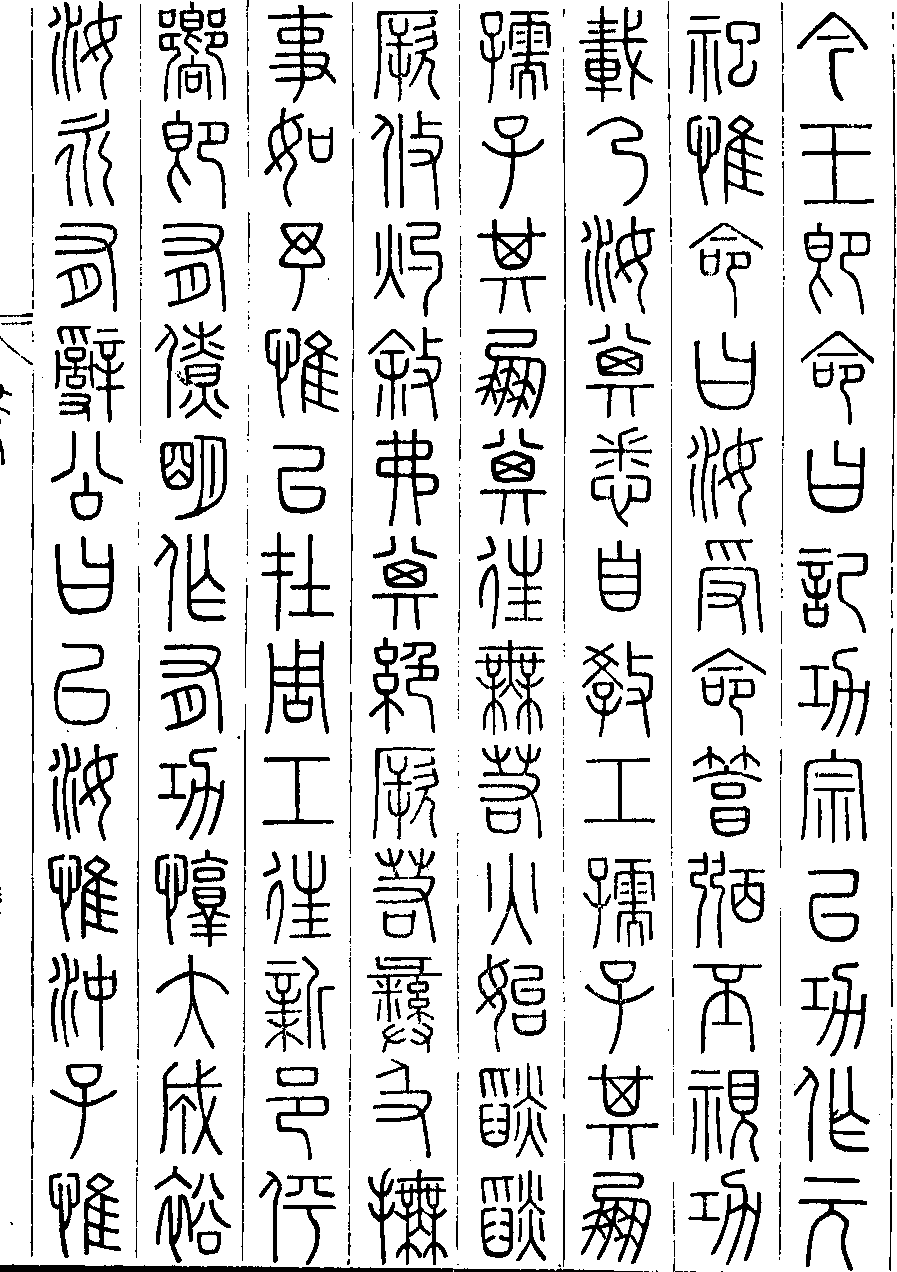 今王即命曰記功宗以功作元
祀惟命曰汝受命篤弼丕視功
載乃汝其悉自教工孺子其朋
孺子其朋其往無若火始燄燄
厥攸灼敘弗其絕厥若彝及撫
事如予惟以在周工往新邑伻
嚮即有僚明作有功惇大成裕
汝永有辭公曰已汝惟沖子惟